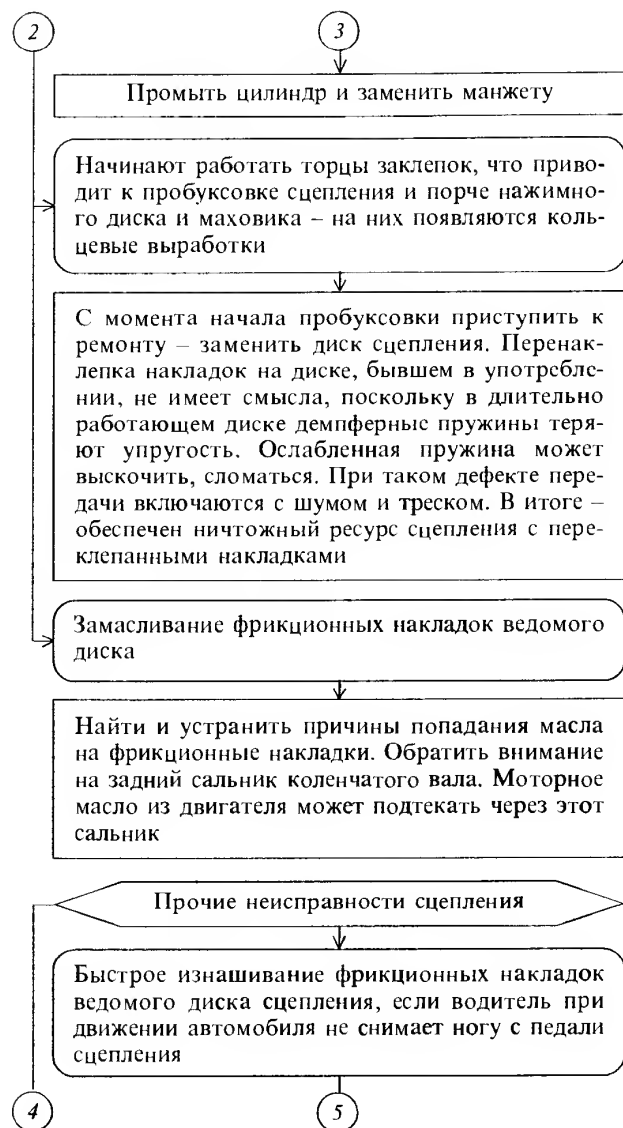 2 3
Промыть цилиндр и заменить манжету
Начинают работать торцы заклепок, что приво-
дит к пробуксовке сцепления и порче нажимно-
го диска и маховика – на них появляются коль-
цевые выработки
С момента начала пробуксовки приступить к
ремонту – заменить диск сцепления. Перенак-
лепка накладок на диске, бывшем в употребле-
нии, не имеет смысла, поскольку в длительно
работающем диске демпферные пружины теря-
ют упругость. Ослабленная пружина может
выскочить, сломаться. При таком дефекте пере-
дачи включаются с шумом и треском. В итоге –
обеспечен ничтожный ресурс сцепления с пере-
клепанными накладками
Замасливание фрикционных накладок ведомого
диска
Найти и устранить причины попадания масла
на фрикционные накладки. Обратить внимание
на задний сальник коленчатого вала. Моторное
масло из двигателя может подтекать через этот
сальник
Прочие неисправности сцепления
Быстрое изнашивание фрикционных накладок
ведомого диска сцепления, если водитель при
движении автомобиля не снимает ногу с педали
сцепления
4 5